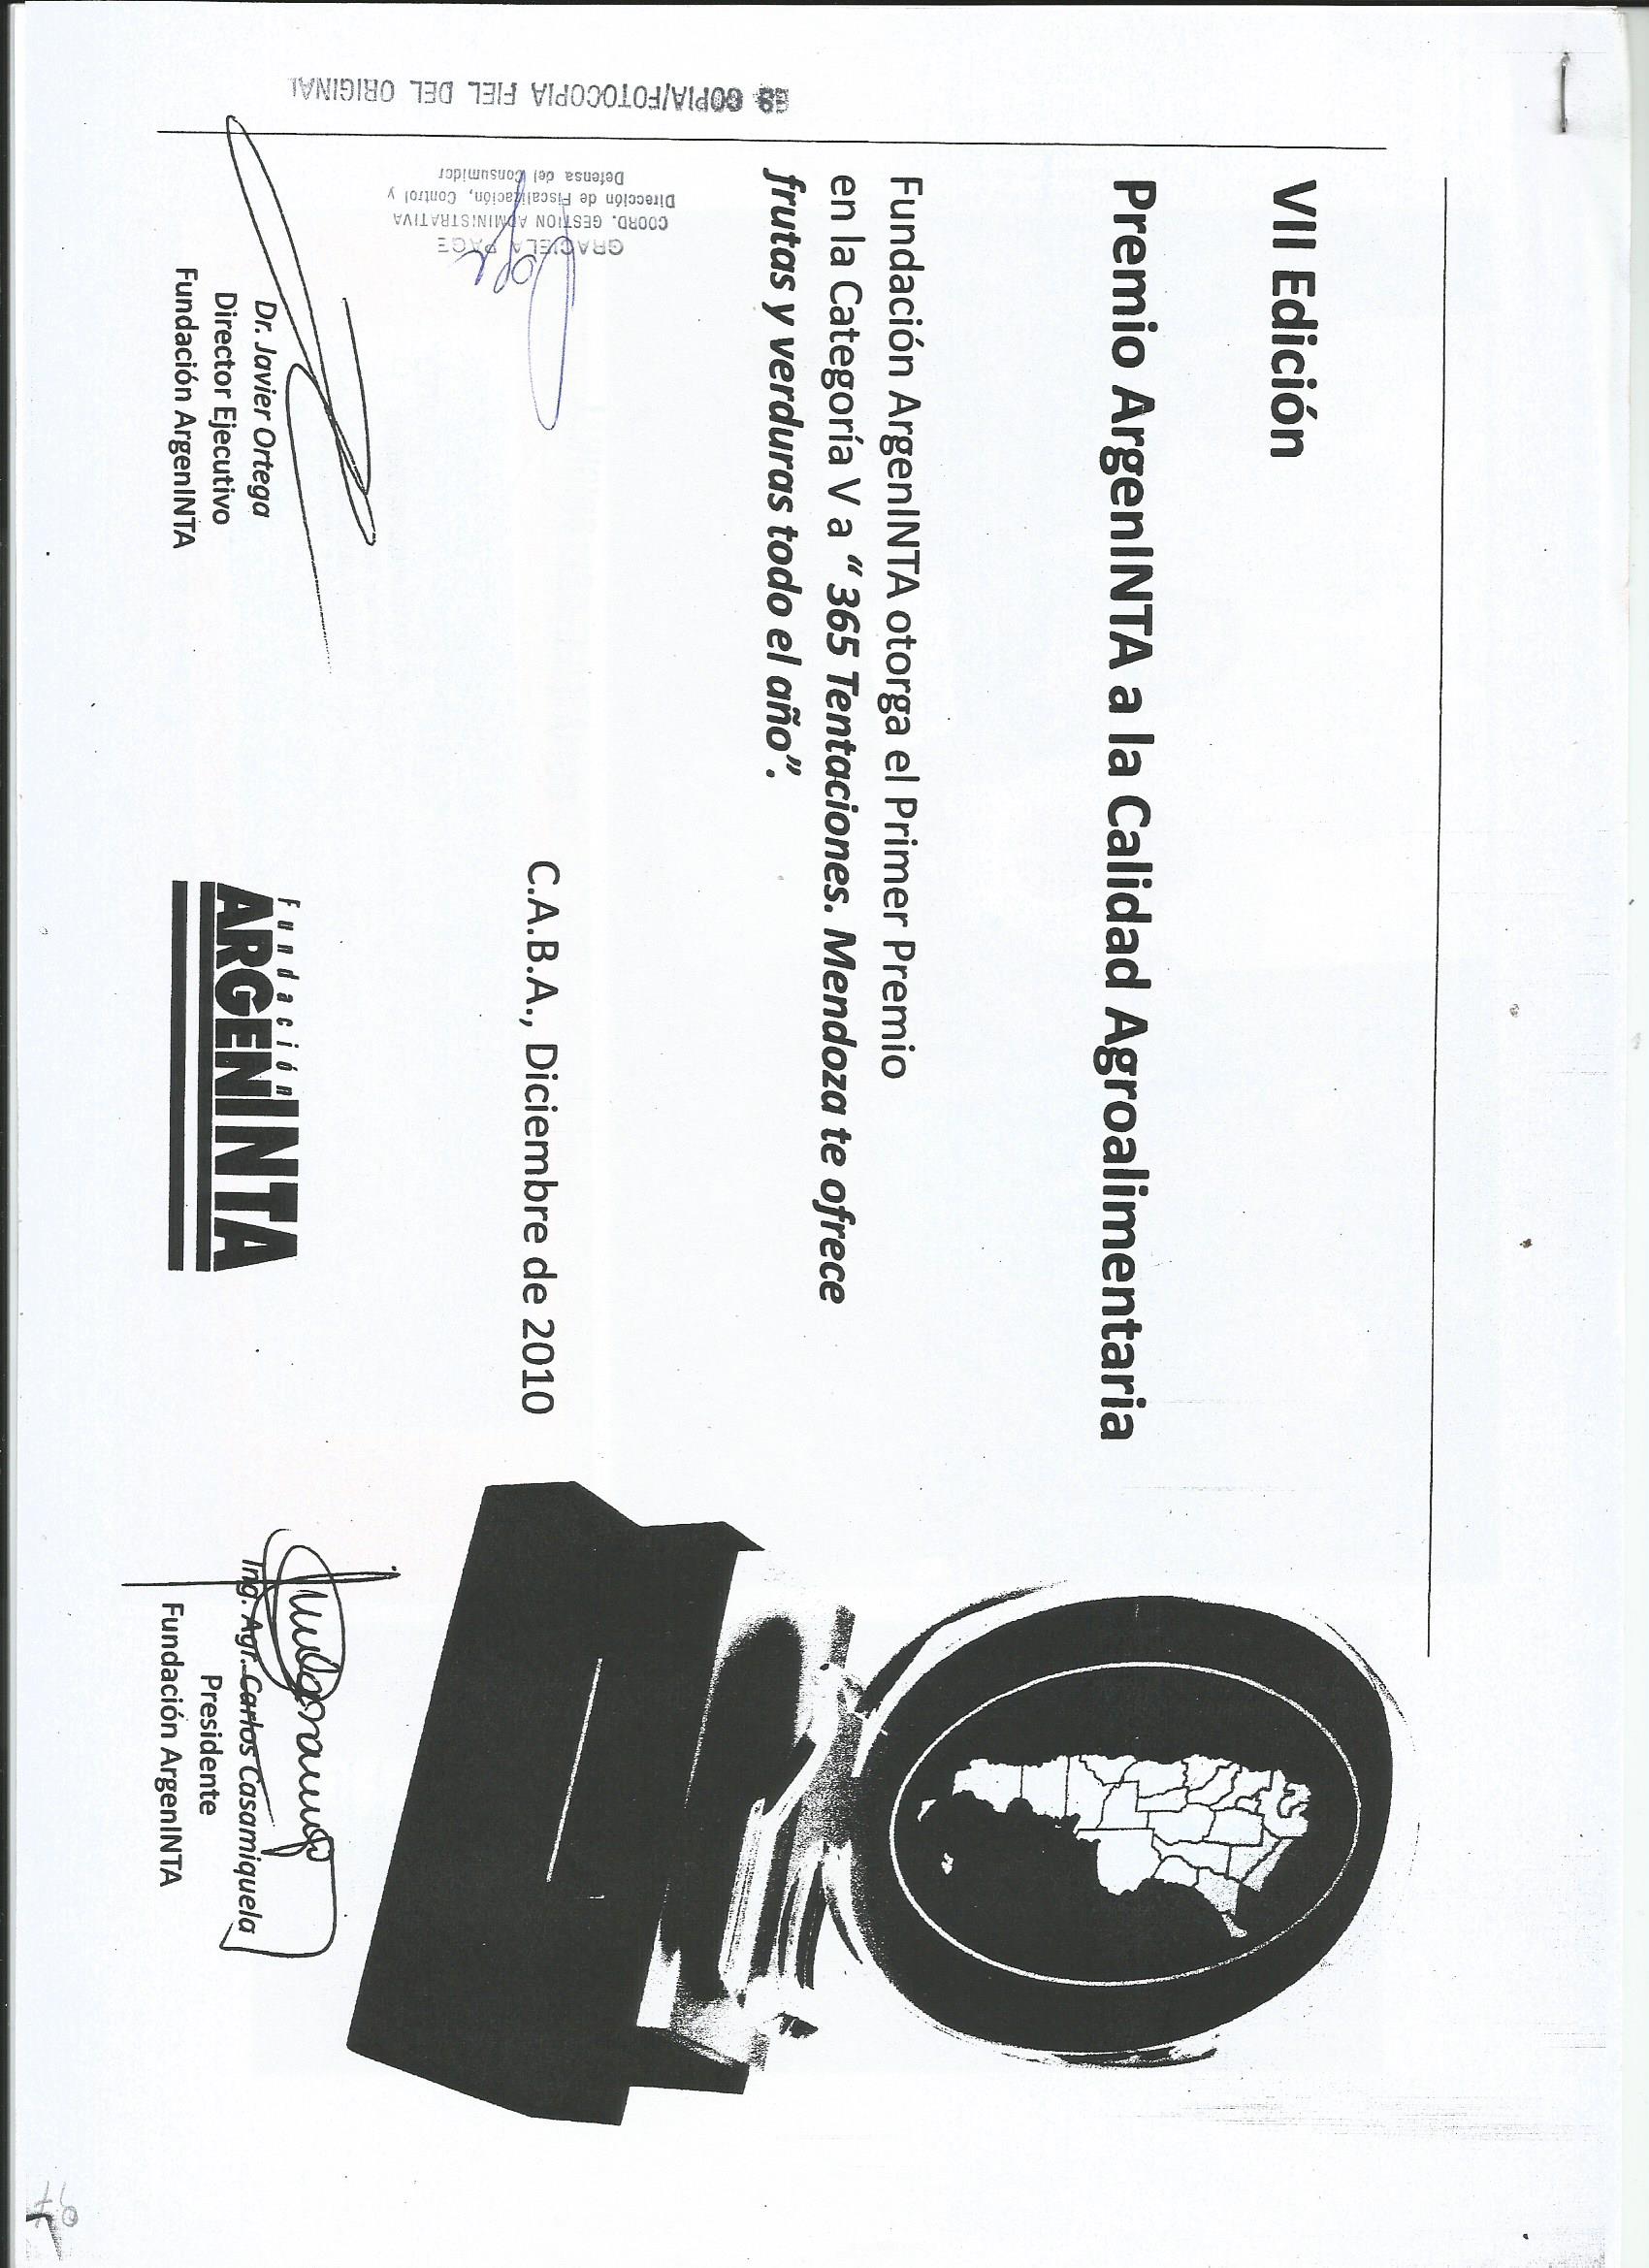 VII Edición
Premio ArgenINTA a la Calidad Agroalimentaria
Fundación ArgenINTA otorga el Primer Premio
en la Categoría V a “ 365 Tentaciones. Mendoza te ofrece
frutas y verduras todo el año”.
ES COPIA/FOTOCOPIA FIEL DEL ORIGINAL
GRACIELA PAGE
COORD. GESTION ADMINISTRATIVA
Dirección de Fiscalización, Control y
Defensa del Consumidor
C.A.B.A., Diciembre de 2010
Dr. Javier Ortega
Director Ejecutivo
Fundación ArgenINTA
Fundación
ARGENINTA
Ing. Agr. Carlos Casamiquela
Presidente
Fundación ArgenINTA